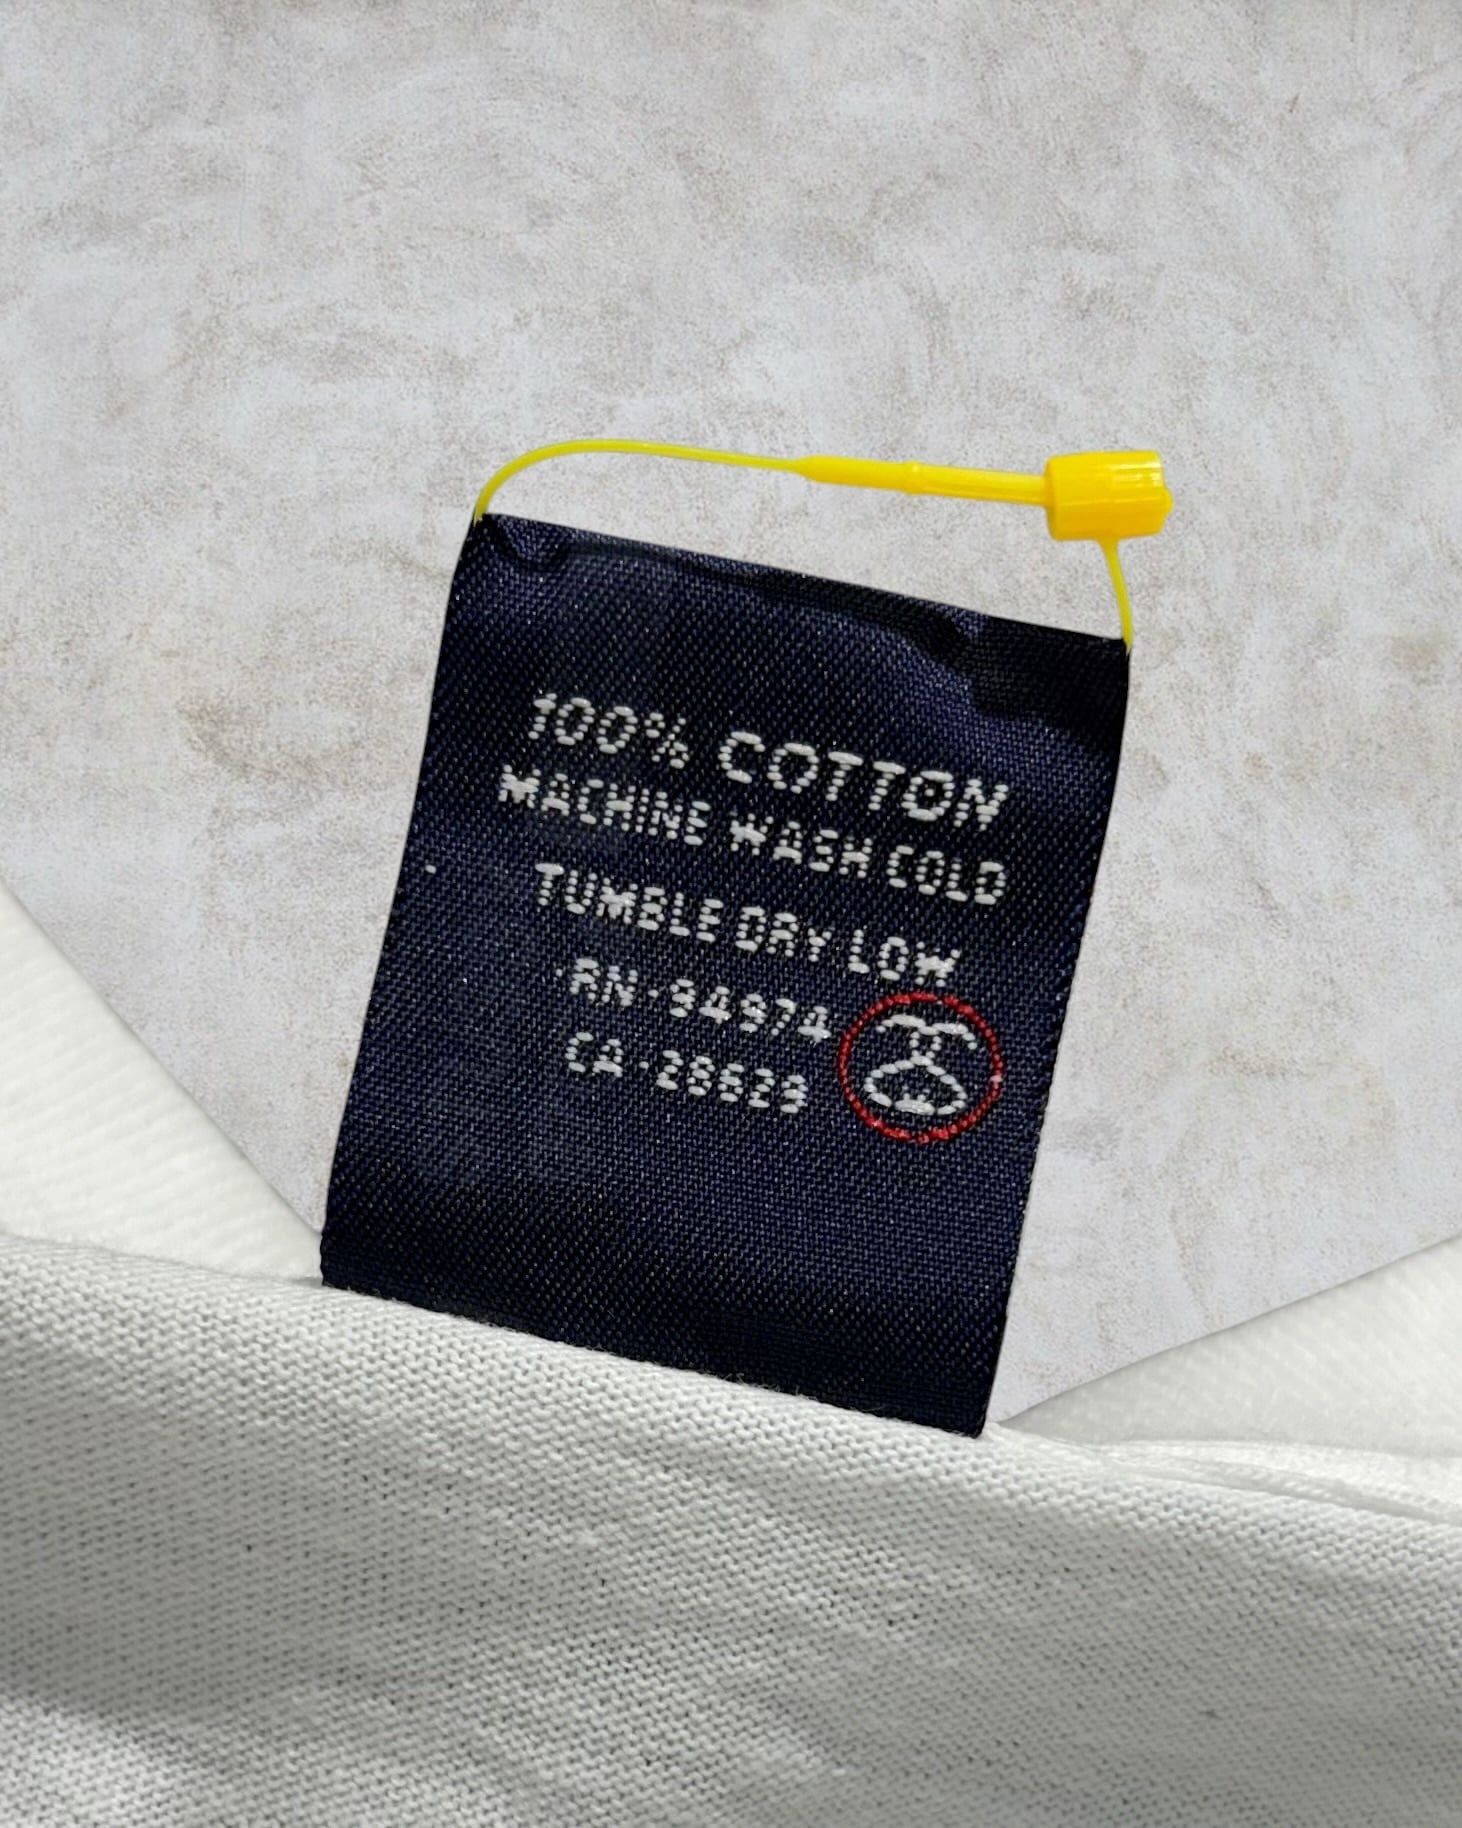 100% COTTON
MACHINE WASH COLD
TUMBLE DRY LOW
RN·94974
CA·28629